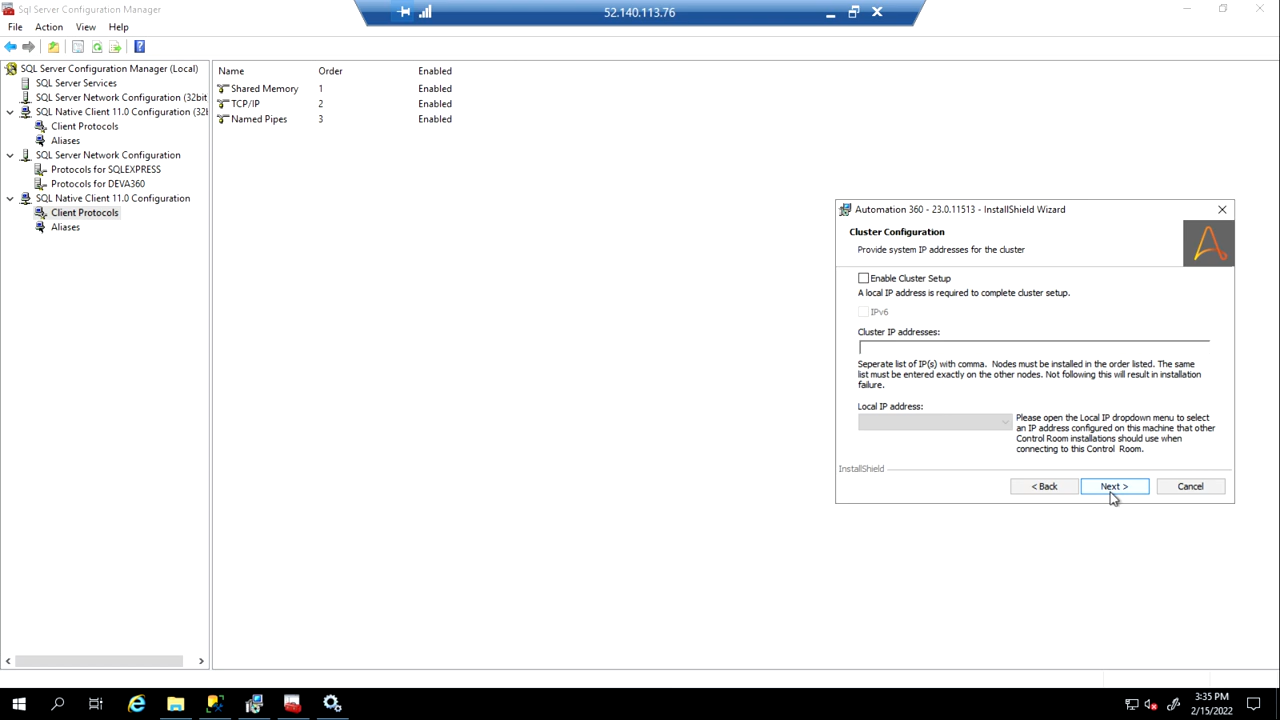 Sql Server Configuration Manager
52.140.113.76
File Action View Help
SQL Server Configuration Manager (Local)
SQL Server Services
SQL Server Network Configuration (32bit
SQL Native Client 11.0 Configuration (32b
Client Protocols
Aliases
SQL Server Network Configuration
Protocols for SQLEXPRESS
Protocols for DEVA360
SQL Native Client 11.0 Configuration
Client Protocols
Aliases
Name Order Enabled
Shared Memory 1 Enabled
TCP/IP 2 Enabled
Named Pipes 3 Enabled
Automation 360 - 23.0.11513 - InstallShield Wizard
Cluster Configuration
Provide system IP addresses for the cluster
Enable Cluster Setup
A local IP address is required to complete cluster setup.
IPv6
Cluster IP addresses:
Seperate list of IP(s) with comma. Nodes must be installed in the order listed. The same
list must be entered exactly on the other nodes. Not following this will result in installation
failure.
Local IP address:
Please open the Local IP dropdown menu to select
an IP address configured on this machine that other
Control Room installations should use when
connecting to this Control Room.
InstallShield
< Back Next > Cancel
3:35 PM
2/15/2022